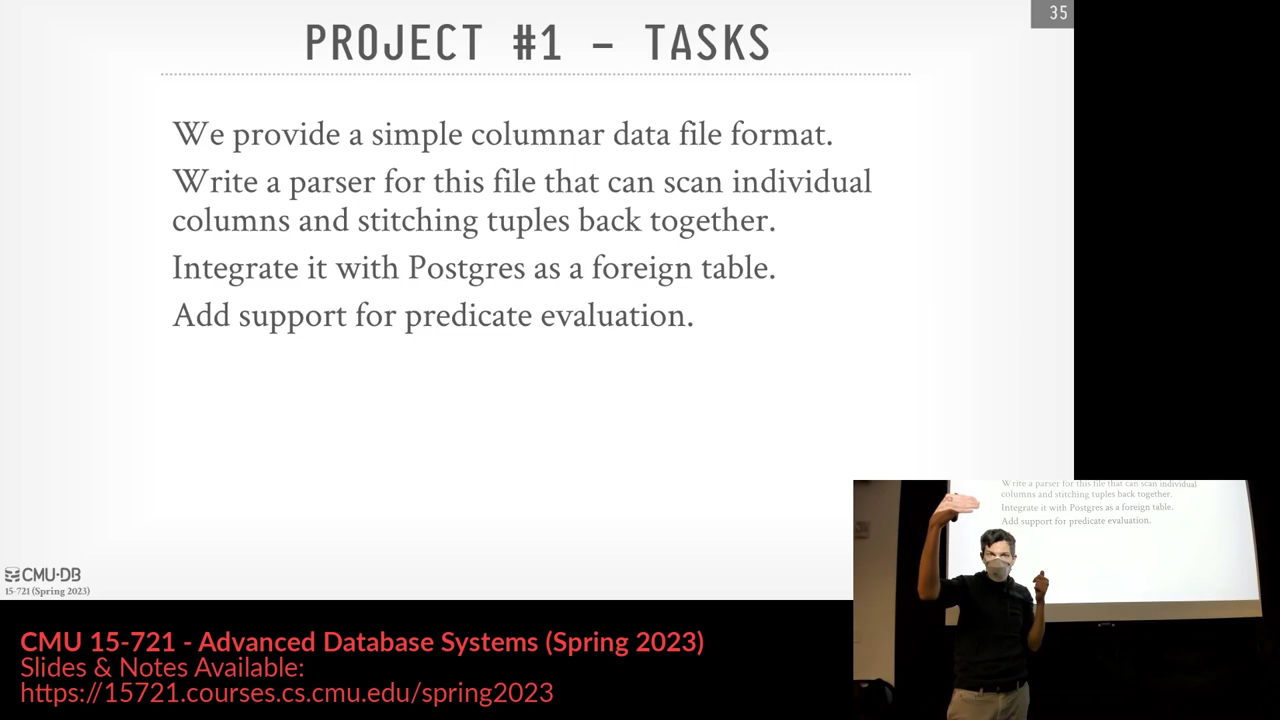 35
PROJECT #1 – TASKS
We provide a simple columnar data file format.
Write a parser for this file that can scan individual
columns and stitching tuples back together.
Integrate it with Postgres as a foreign table.
Add support for predicate evaluation.
CMU·DB
15-721 (Spring 2023)
Write a parser for this file that can scan individual
columns and stitching tuples back together.
Integrate it with Postgres as a foreign table.
Add support for predicate evaluation.
CMU 15-721 - Advanced Database Systems (Spring 2023)
Slides & Notes Available:
https://15721.courses.cs.cmu.edu/spring2023